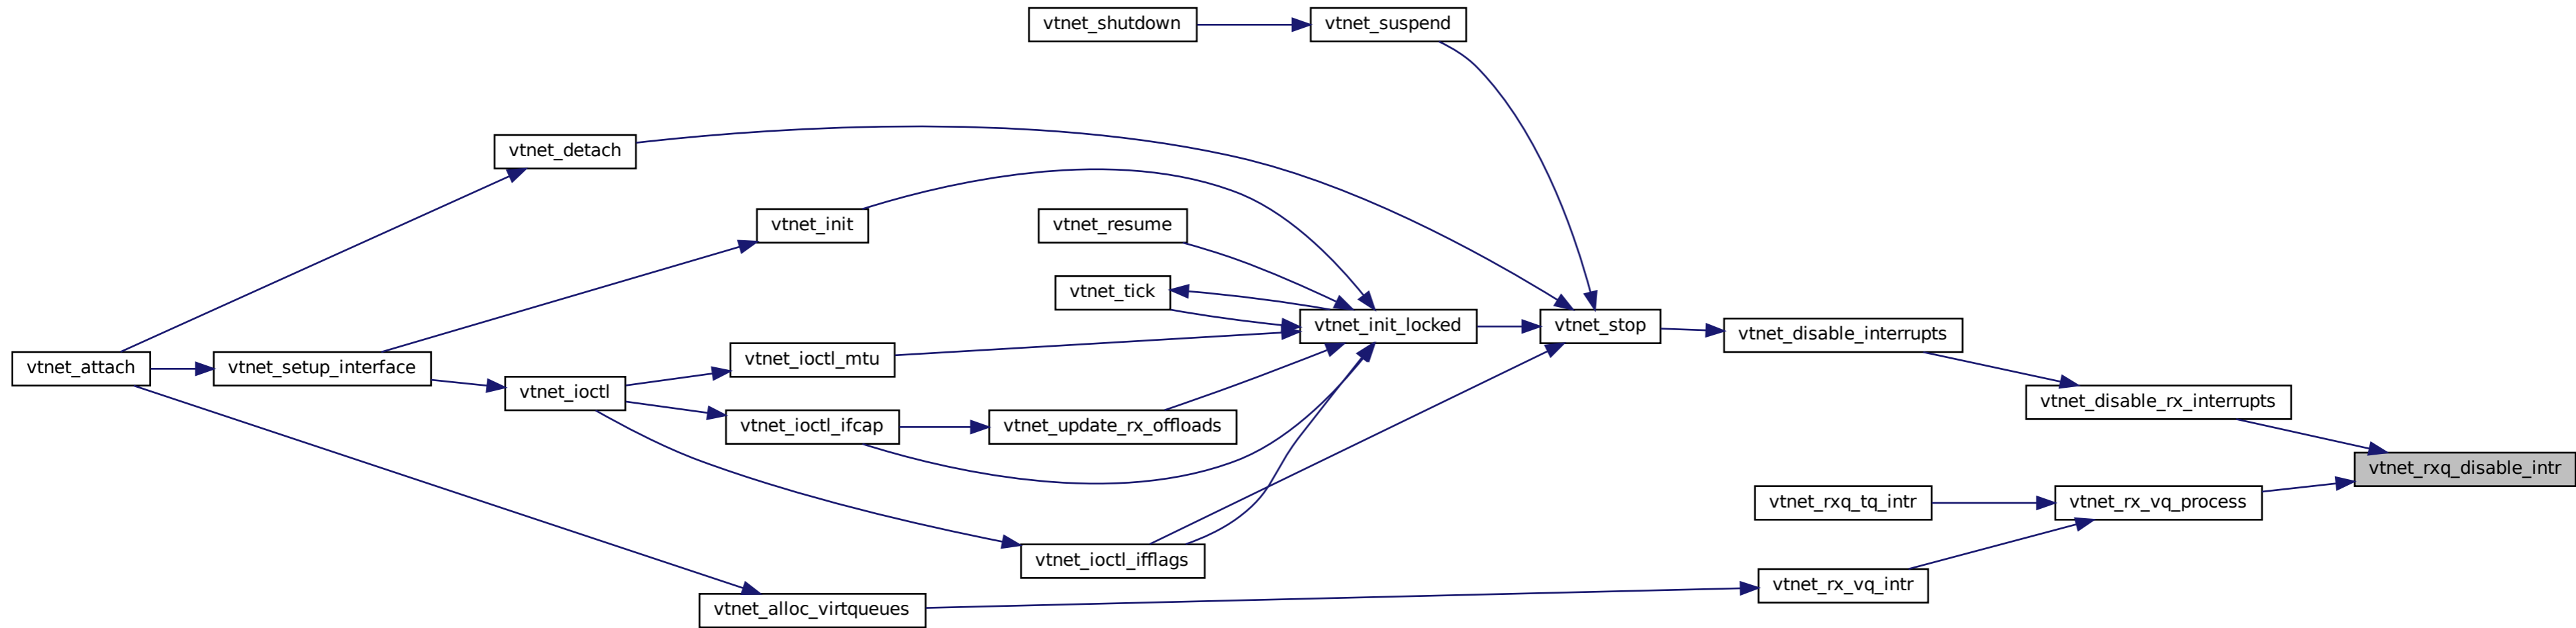 vtnet_shutdown
vtnet_suspend
vtnet_detach
vtnet_init
vtnet_resume
vtnet_tick
vtnet_init_locked
vtnet_stop
vtnet_disable_interrupts
vtnet_ioctl_mtu
vtnet_attach
vtnet_setup_interface
vtnet_ioctl
vtnet_disable_rx_interrupts
vtnet_ioctl_ifcap
vtnet_update_rx_offloads
vtnet_rxq_disable_intr
vtnet_rxq_tq_intr
vtnet_rx_vq_process
vtnet_ioctl_ifflags
vtnet_rx_vq_intr
vtnet_alloc_virtqueues